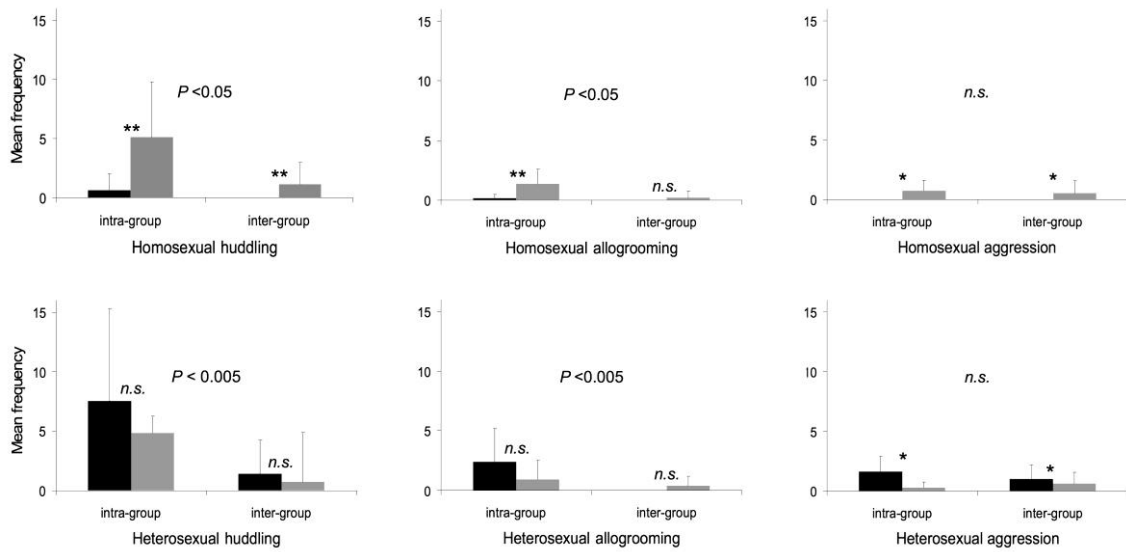 15
10
5
0
Mean frequency
P <0.05
**
**
intra-group
inter-group
Homosexual huddling
15
10
5
0
P <0.05
**
n.s.
intra-group
inter-group
Homosexual allogrooming
15
10
5
0
n.s.
*
*
intra-group
inter-group
Homosexual aggression
15
10
5
0
Mean frequency
P < 0.005
n.s.
n.s.
intra-group
inter-group
Heterosexual huddling
15
10
5
0
P <0.005
n.s.
n.s.
intra-group
inter-group
Heterosexual allogrooming
15
10
5
0
n.s.
*
*
intra-group
inter-group
Heterosexual aggression